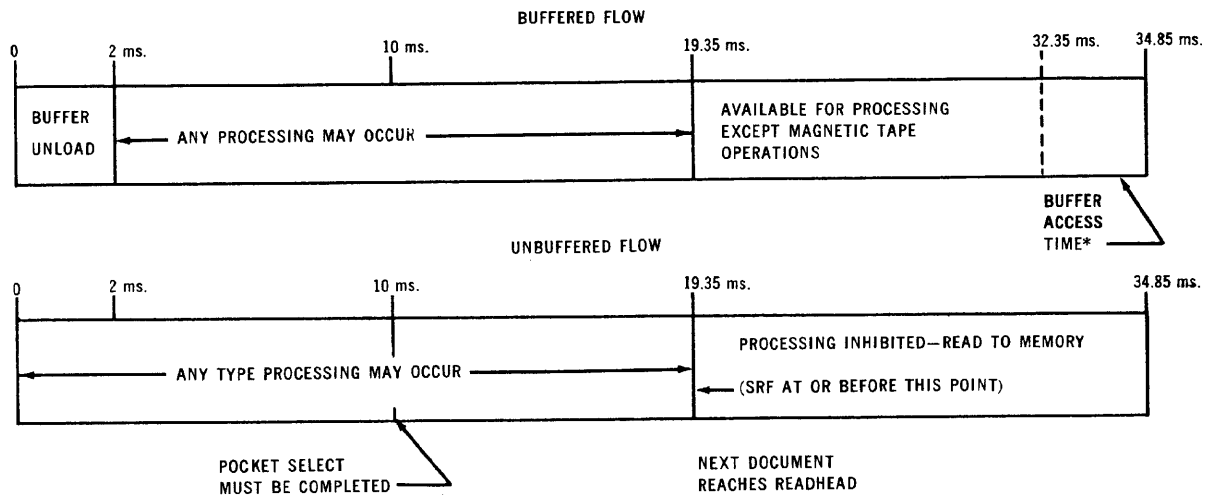 BUFFERED FLOW
0 2 ms. 10 ms. 19.35 ms. 32.35 ms. 34.85 ms.
BUFFER
UNLOAD
ANY PROCESSING MAY OCCUR
AVAILABLE FOR PROCESSING
EXCEPT MAGNETIC TAPE
OPERATIONS
BUFFER
ACCESS
TIME*
UNBUFFERED FLOW
0 2 ms. 10 ms. 19.35 ms. 34.85 ms.
ANY TYPE PROCESSING MAY OCCUR
PROCESSING INHIBITED—READ TO MEMORY
(SRF AT OR BEFORE THIS POINT)
POCKET SELECT
MUST BE COMPLETED
NEXT DOCUMENT
REACHES READHEAD